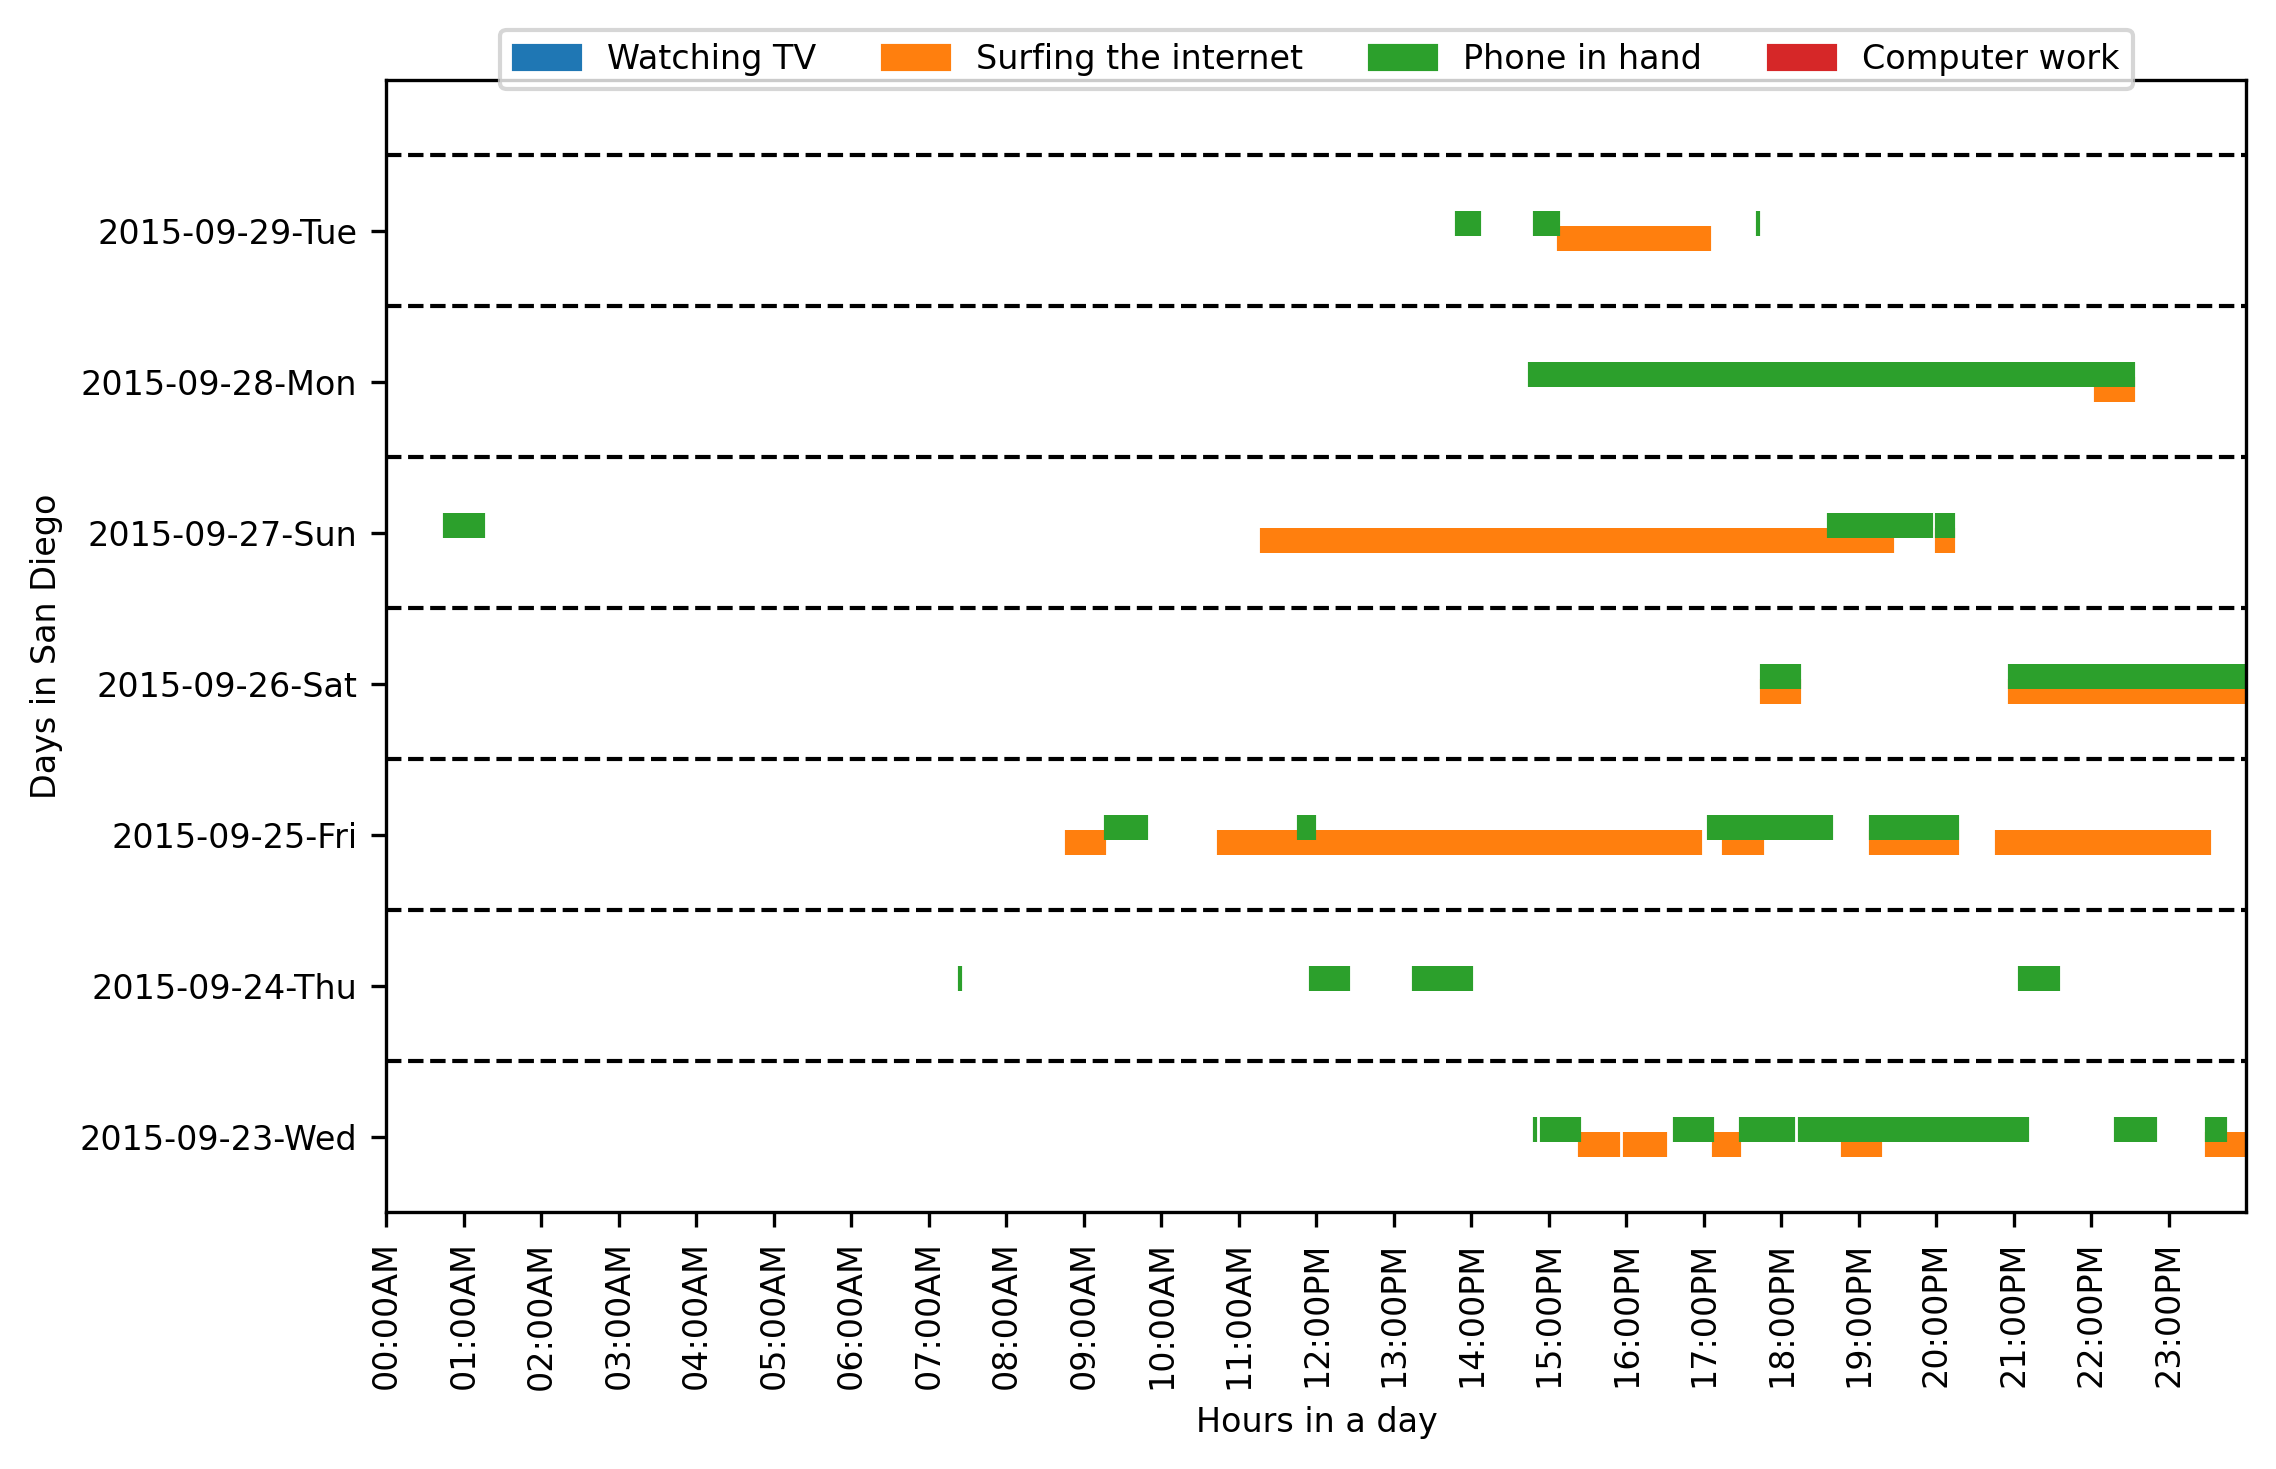 Watching TV Surfing the internet Phone in hand Computer work
Days in San Diego
2015-09-29-Tue
2015-09-28-Mon
2015-09-27-Sun
2015-09-26-Sat
2015-09-25-Fri
2015-09-24-Thu
2015-09-23-Wed
00:00AM
01:00AM
02:00AM
03:00AM
04:00AM
05:00AM
06:00AM
07:00AM
08:00AM
09:00AM
10:00AM
11:00AM
12:00PM
13:00PM
14:00PM
15:00PM
16:00PM
17:00PM
18:00PM
19:00PM
20:00PM
21:00PM
22:00PM
23:00PM
Hours in a day